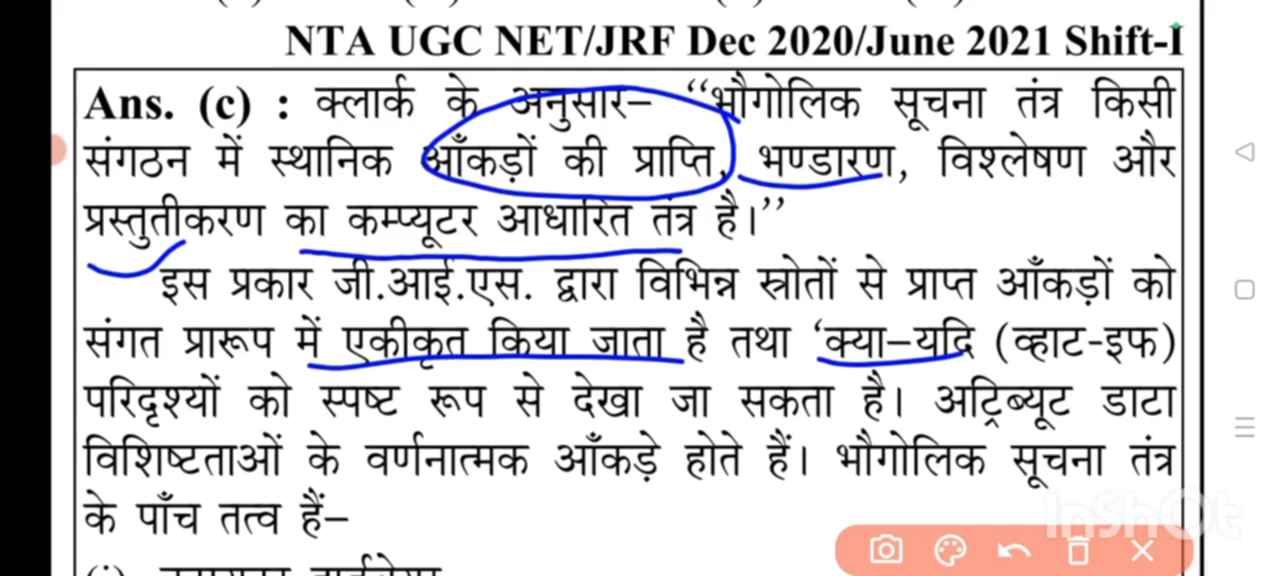 NTA UGC NET/JRF Dec 2020/June 2021 Shift-I
Ans. (c) : क्लार्क के अनुसार– “भौगोलिक सूचना तंत्र किसी
संगठन में स्थानिक आँकड़ों की प्राप्ति, भण्डारण, विश्लेषण और
प्रस्तुतीकरण का कम्प्यूटर आधारित तंत्र है।”
इस प्रकार जी.आई.एस. द्वारा विभिन्न स्रोतों से प्राप्त आँकड़ों को
संगत प्रारूप में एकीकृत किया जाता है तथा ‘क्या–यदि (व्हाट-इफ)
परिदृश्यों को स्पष्ट रूप से देखा जा सकता है। अट्रिब्यूट डाटा
विशिष्टताओं के वर्णनात्मक आँकड़े होते हैं। भौगोलिक सूचना तंत्र
के पाँच तत्व हैं–
InShOt